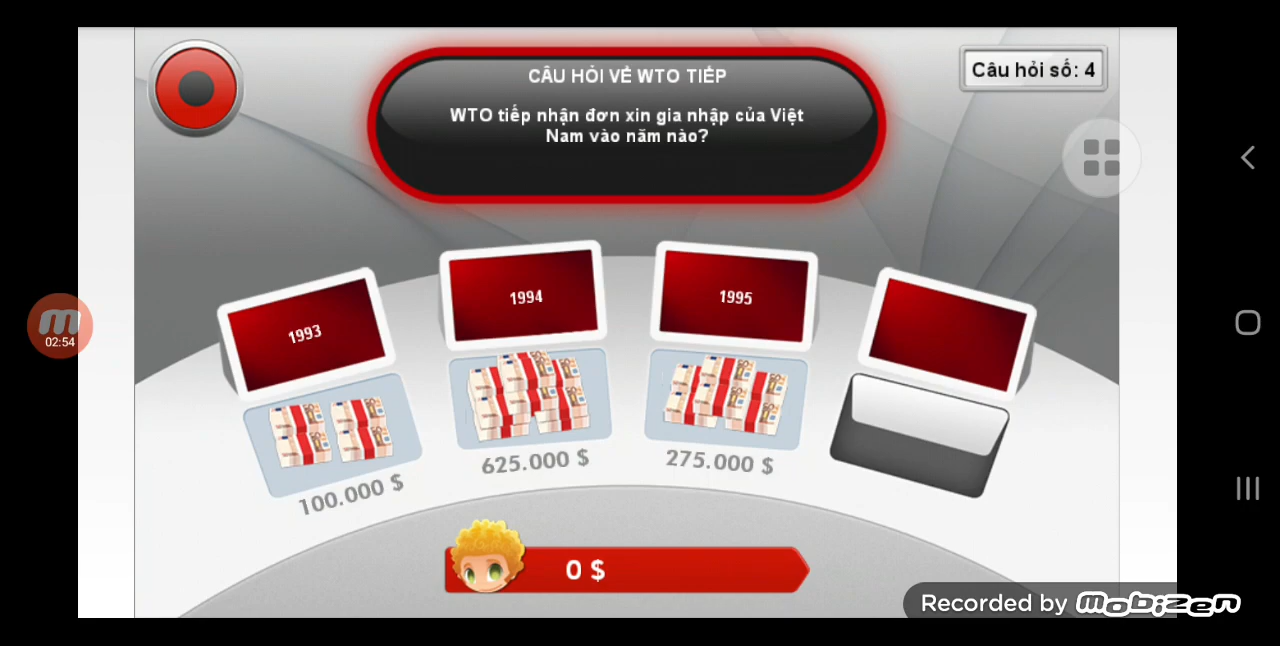 CÂU HỎI VỀ WTO TIẾP
WTO tiếp nhận đơn xin gia nhập của Việt
Nam vào năm nào?
Câu hỏi số: 4
1993
1994
1995
100.000 $
625.000 $
275.000 $
0 $
02:54
Recorded by mobizen